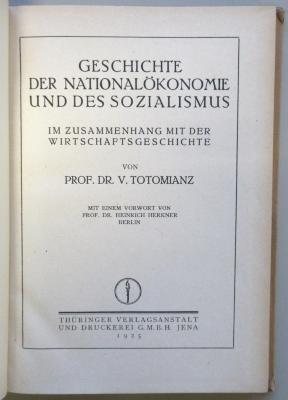 GESCHICHTE
DER NATIONALÖKONOMIE
UND DES SOZIALISMUS
IM ZUSAMMENHANG MIT DER
WIRTSCHAFTSGESCHICHTE
VON
PROF. DR. V. TOTOMIANZ
MIT EINEM VORWORT VON
PROF. DR. HEINRICH HERKNER
BERLIN
THÜRINGER VERLAGSANSTALT
UND DRUCKEREI G.M.B.H. JENA
1925